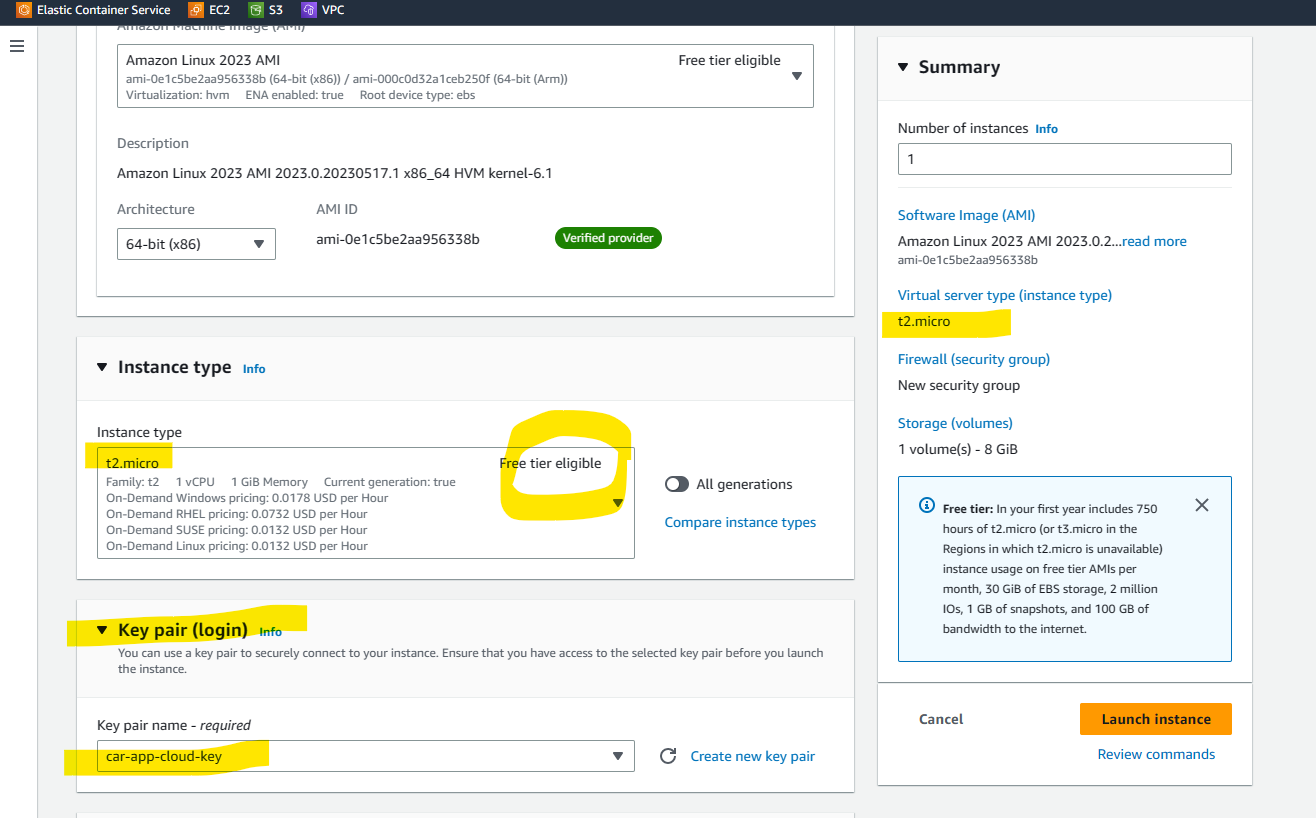 Elastic Container Service EC2 S3 VPC
Amazon Machine Image (AMI)
Amazon Linux 2023 AMI Free tier eligible
ami-0e1c5be2aa956338b (64-bit (x86)) / ami-000c0d32a1ceb250f (64-bit (Arm))
Virtualization: hvm ENA enabled: true Root device type: ebs
Description
Amazon Linux 2023 AMI 2023.0.20230517.1 x86_64 HVM kernel-6.1
Architecture AMI ID
64-bit (x86) ami-0e1c5be2aa956338b Verified provider
Instance type Info
Instance type
t2.micro Free tier eligible
Family: t2 1 vCPU 1 GiB Memory Current generation: true
On-Demand Windows pricing: 0.0178 USD per Hour
On-Demand RHEL pricing: 0.0732 USD per Hour
On-Demand SUSE pricing: 0.0132 USD per Hour
On-Demand Linux pricing: 0.0132 USD per Hour
All generations
Compare instance types
Key pair (login) Info
You can use a key pair to securely connect to your instance. Ensure that you have access to the selected key pair before you launch
the instance.
Key pair name - required
car-app-cloud-key Create new key pair
Summary
Number of instances Info
1
Software Image (AMI)
Amazon Linux 2023 AMI 2023.0.2...read more
ami-0e1c5be2aa956338b
Virtual server type (instance type)
t2.micro
Firewall (security group)
New security group
Storage (volumes)
1 volume(s) - 8 GiB
Free tier: In your first year includes 750
hours of t2.micro (or t3.micro in the
Regions in which t2.micro is unavailable)
instance usage on free tier AMIs per
month, 30 GiB of EBS storage, 2 million
IOs, 1 GB of snapshots, and 100 GB of
bandwidth to the internet.
Cancel Launch instance
Review commands